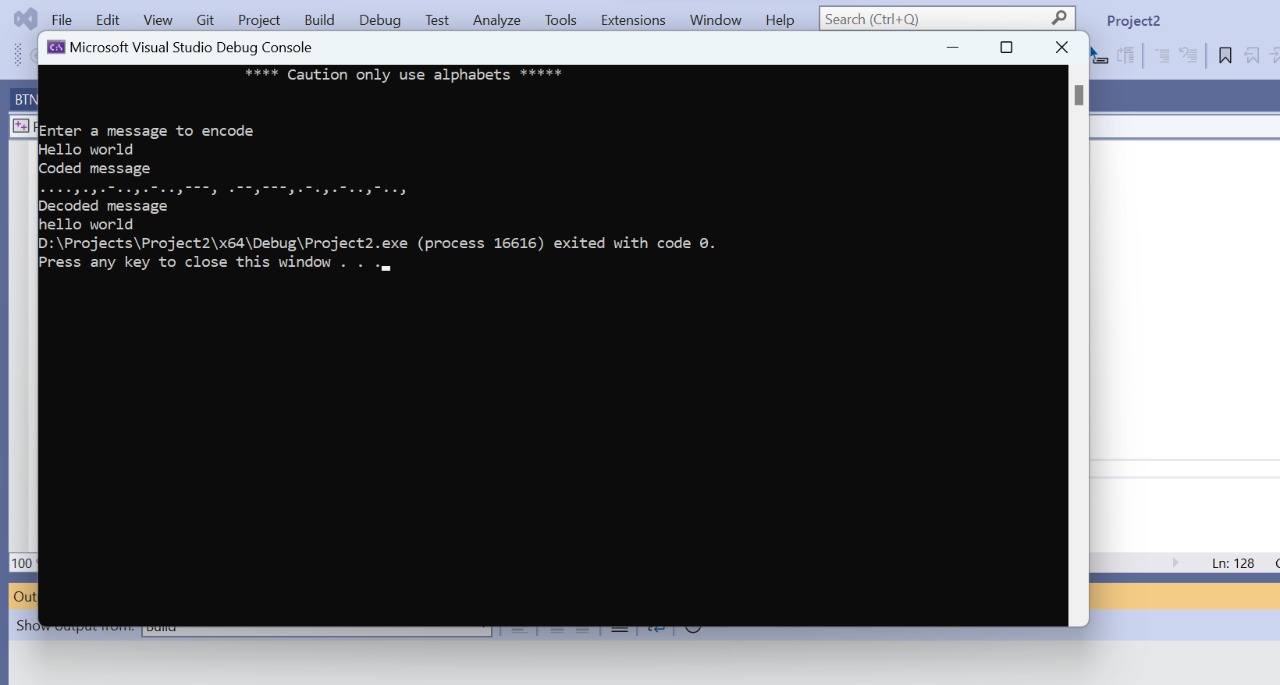 File Edit View Git Project Build Debug Test Analyze Tools Extensions Window Help Search (Ctrl+Q) Project2
C:\ Microsoft Visual Studio Debug Console
**** Caution only use alphabets *****
BTN
Enter a message to encode
Hello world
Coded message
....,.,.-..,.-..,---, .--,---,.-.,.-..,-..,
Decoded message
hello world
D:\Projects\Project2\x64\Debug\Project2.exe (process 16616) exited with code 0.
Press any key to close this window . . .
100 Ln: 128
Out
Show output from: Build